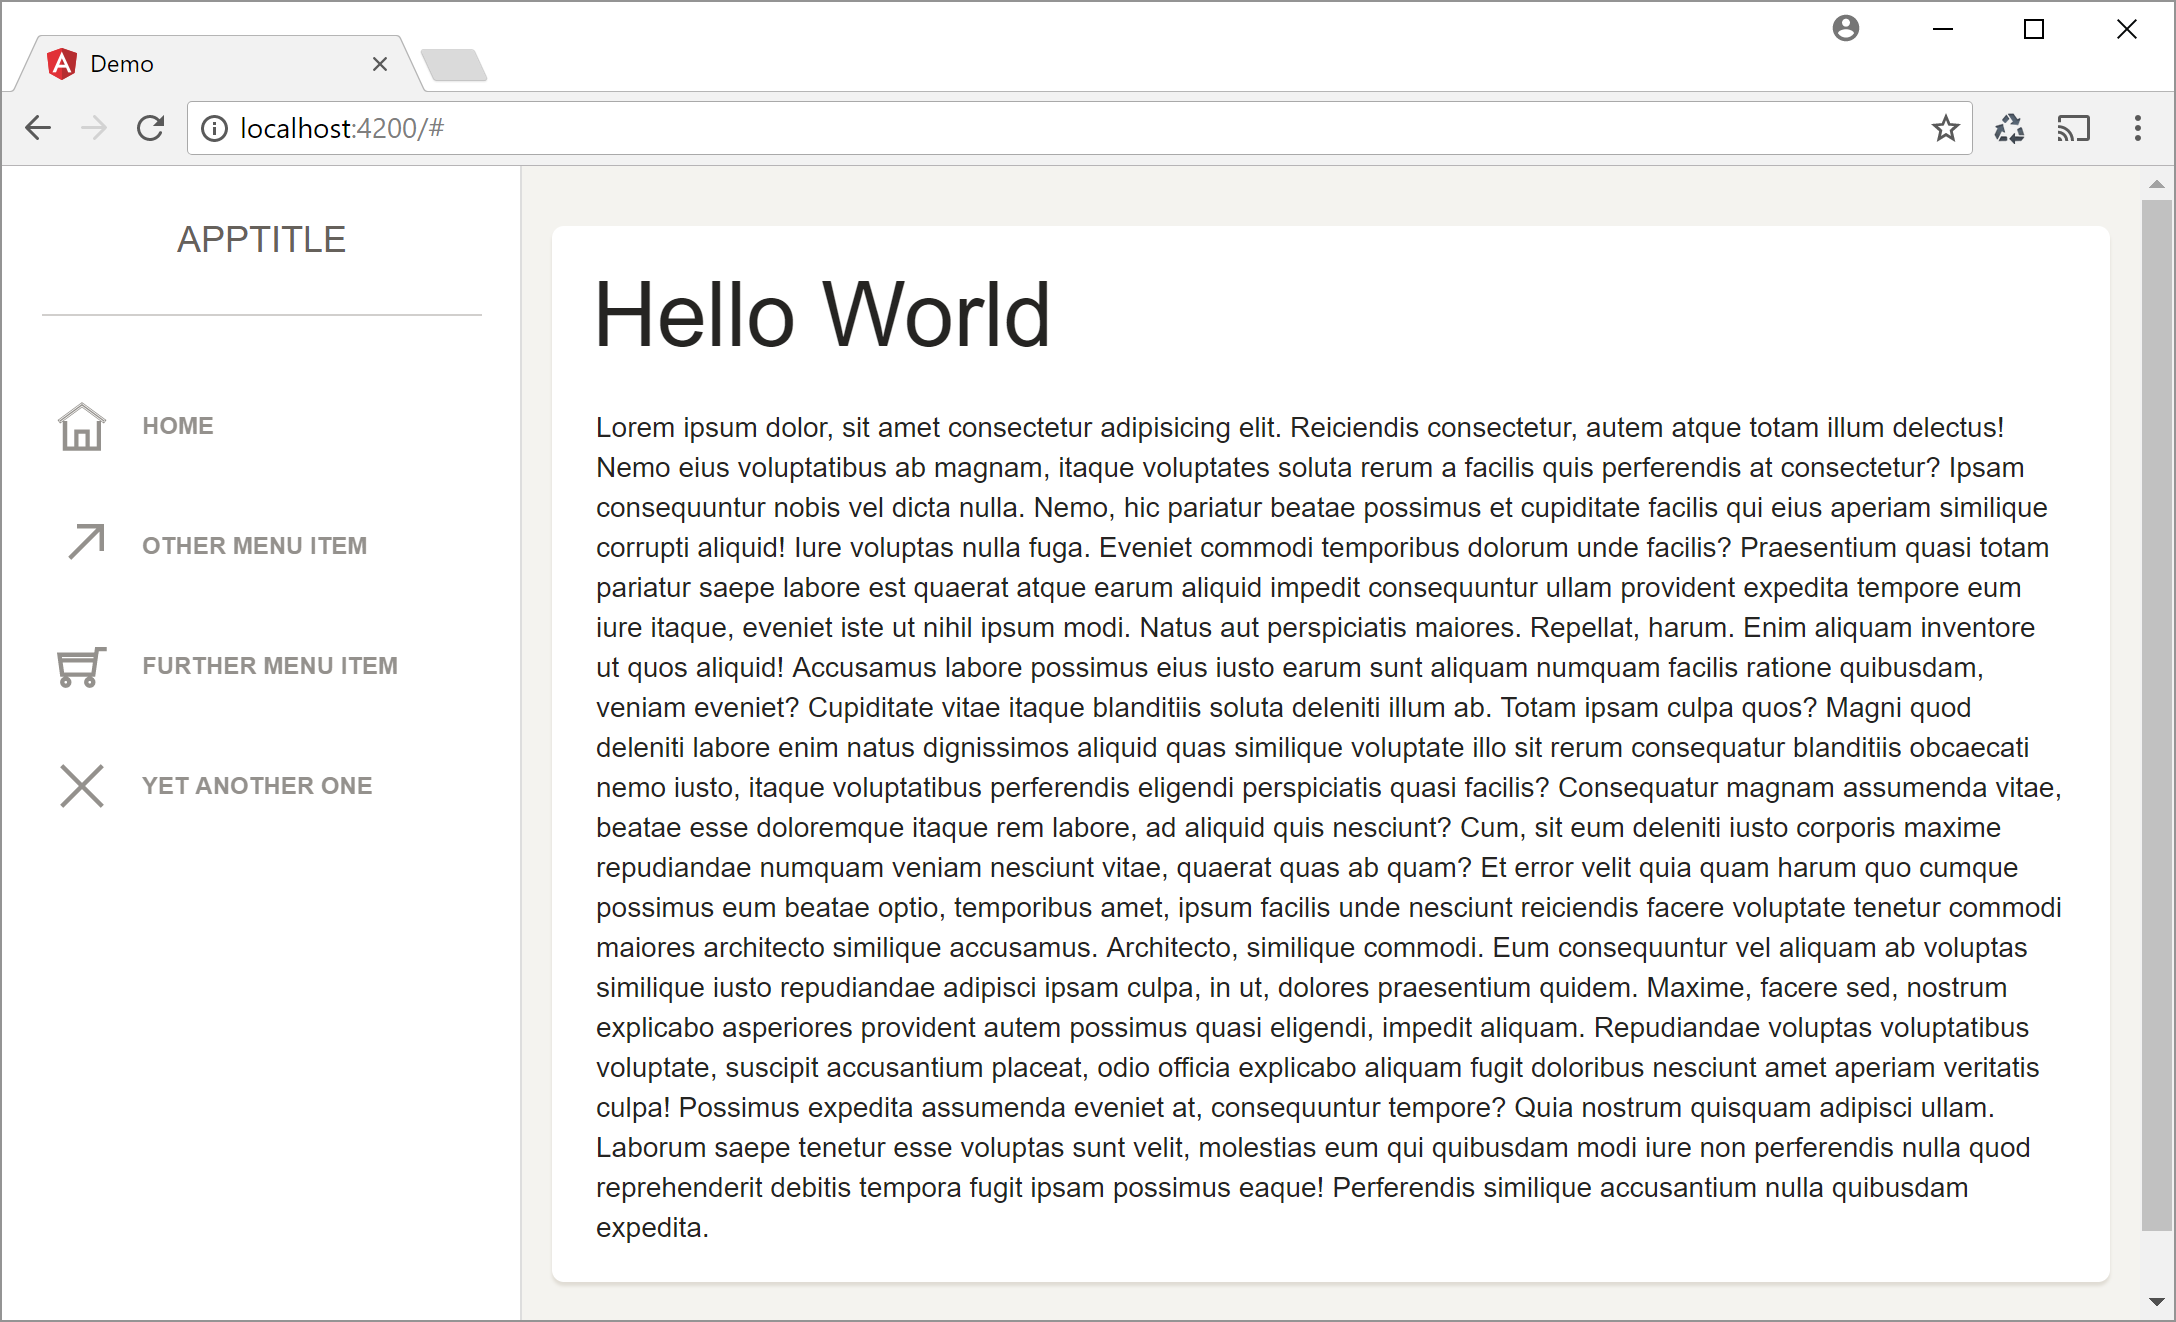 Demo
localhost:4200/#
APPTITLE
HOME
OTHER MENU ITEM
FURTHER MENU ITEM
YET ANOTHER ONE
Hello World
Lorem ipsum dolor, sit amet consectetur adipisicing elit. Reiciendis consectetur, autem atque totam illum delectus!
Nemo eius voluptatibus ab magnam, itaque voluptates soluta rerum a facilis quis perferendis at consectetur? Ipsam
consequuntur nobis vel dicta nulla. Nemo, hic pariatur beatae possimus et cupiditate facilis qui eius aperiam similique
corrupti aliquid! Iure voluptas nulla fuga. Eveniet commodi temporibus dolorum unde facilis? Praesentium quasi totam
pariatur saepe labore est quaerat atque earum aliquid impedit consequuntur ullam provident expedita tempore eum
iure itaque, eveniet iste ut nihil ipsum modi. Natus aut perspiciatis maiores. Repellat, harum. Enim aliquam inventore
ut quos aliquid! Accusamus labore possimus eius iusto earum sunt aliquam numquam facilis ratione quibusdam,
veniam eveniet? Cupiditate vitae itaque blanditiis soluta deleniti illum ab. Totam ipsam culpa quos? Magni quod
deleniti labore enim natus dignissimos aliquid quas similique voluptate illo sit rerum consequatur blanditiis obcaecati
nemo iusto, itaque voluptatibus perferendis eligendi perspiciatis quasi facilis? Consequatur magnam assumenda vitae,
beatae esse doloremque itaque rem labore, ad aliquid quis nesciunt? Cum, sit eum deleniti iusto corporis maxime
repudiandae numquam veniam nesciunt vitae, quaerat quas ab quam? Et error velit quia quam harum quo cumque
possimus eum beatae optio, temporibus amet, ipsum facilis unde nesciunt reiciendis facere voluptate tenetur commodi
maiores architecto similique accusamus. Architecto, similique commodi. Eum consequuntur vel aliquam ab voluptas
similique iusto repudiandae adipisci ipsam culpa, in ut, dolores praesentium quidem. Maxime, facere sed, nostrum
explicabo asperiores provident autem possimus quasi eligendi, impedit aliquam. Repudiandae voluptas voluptatibus
voluptate, suscipit accusantium placeat, odio officia explicabo aliquam fugit doloribus nesciunt amet aperiam veritatis
culpa! Possimus expedita assumenda eveniet at, consequuntur tempore? Quia nostrum quisquam adipisci ullam.
Laborum saepe tenetur esse voluptas sunt velit, molestias eum qui quibusdam modi iure non perferendis nulla quod
reprehenderit debitis tempora fugit ipsam possimus eaque! Perferendis similique accusantium nulla quibusdam
expedita.